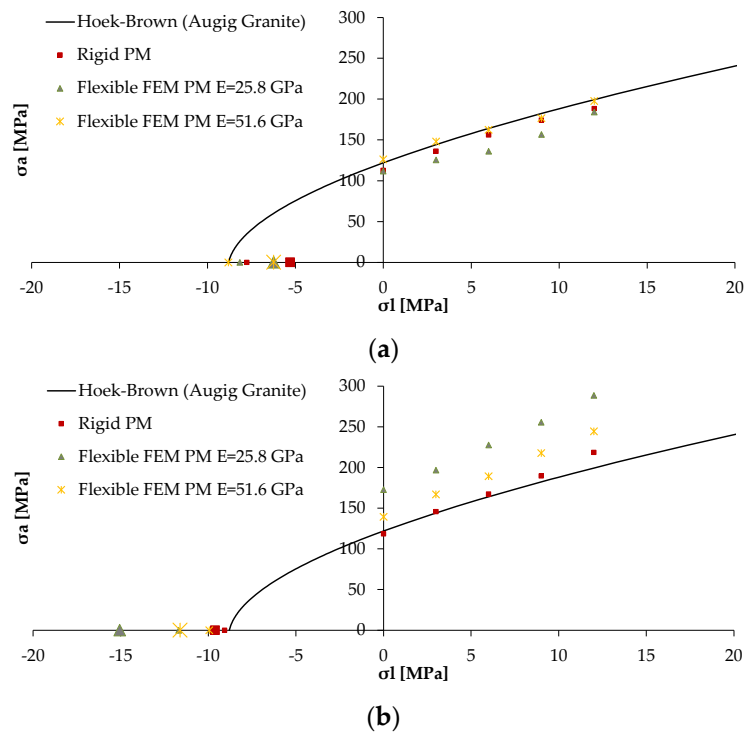 300
250
200
150
100
50
0
σa [MPa]
Hoek-Brown (Augig Granite)
Rigid PM
Flexible FEM PM E=25.8 GPa
Flexible FEM PM E=51.6 GPa
-20 -15 -10 -5 0 5 10 15 20
σl [MPa]
(a)
300
250
200
150
100
50
0
σa [MPa]
Hoek-Brown (Augig Granite)
Rigid PM
Flexible FEM PM E=25.8 GPa
Flexible FEM PM E=51.6 GPa
-20 -15 -10 -5 0 5 10 15 20
σl [MPa]
(b)